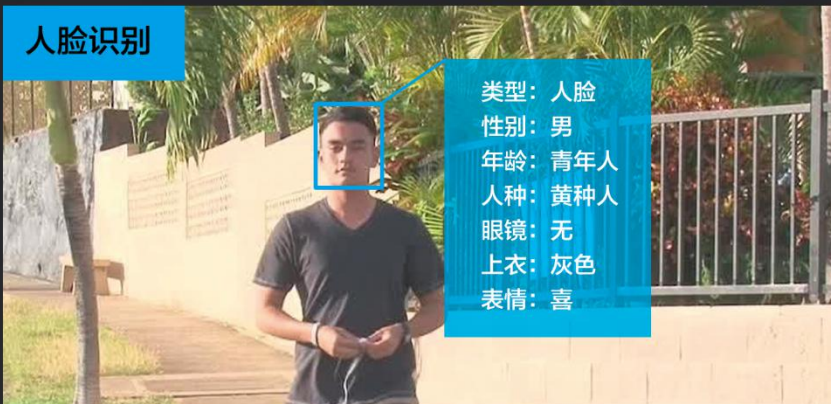 人脸识别
类型：人脸
性别：男
年龄：青年人
人种：黄种人
眼镜：无
上衣：灰色
表情：喜